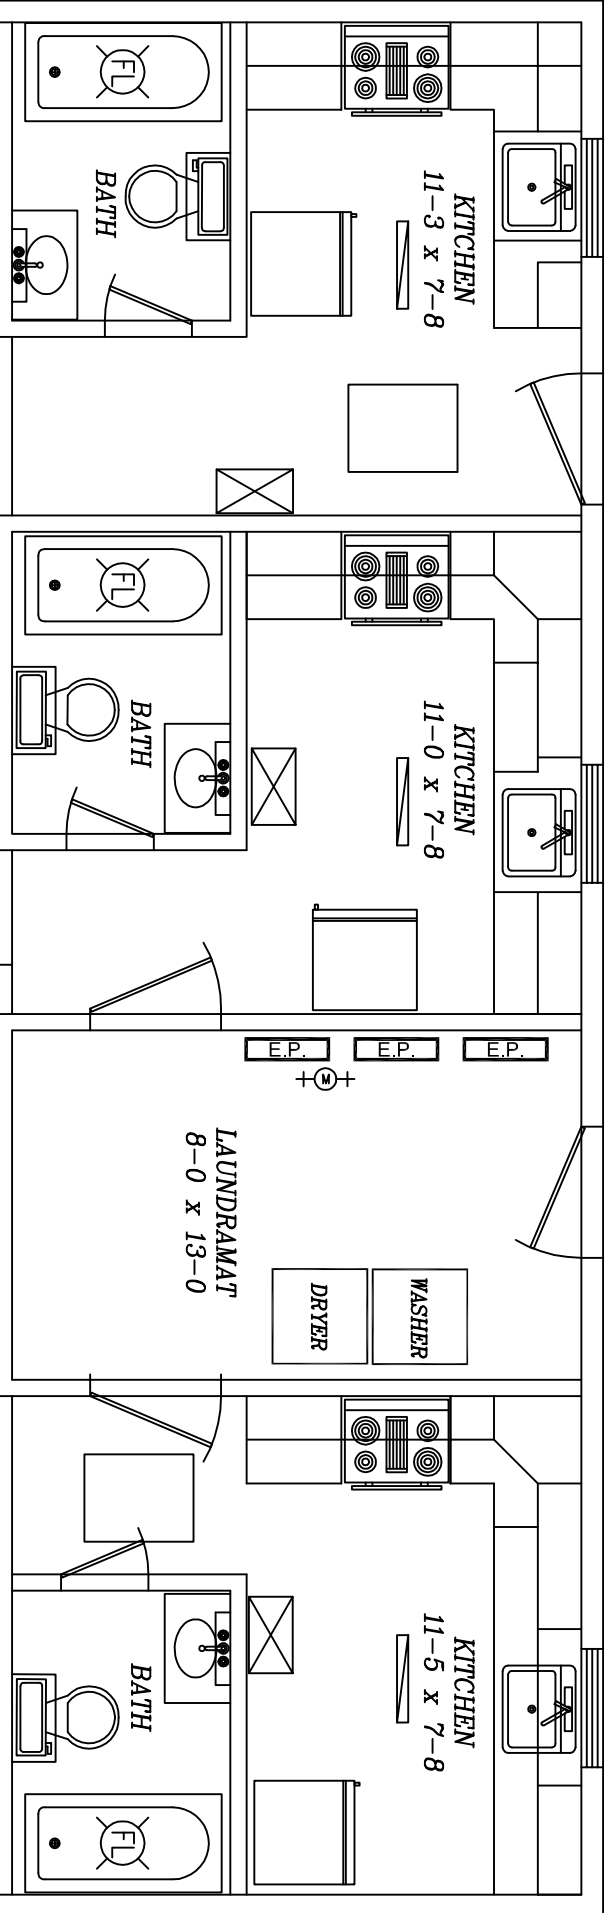 FL
BATH
KITCHEN
11-3 x 7-8
FL
BATH
KITCHEN
11-0 x 7-8
E.P.
E.P.
E.P.
M
LAUNDRAMAT
8-0 x 13-0
WASHER
DRYER
KITCHEN
11-5 x 7-8
BATH
FL